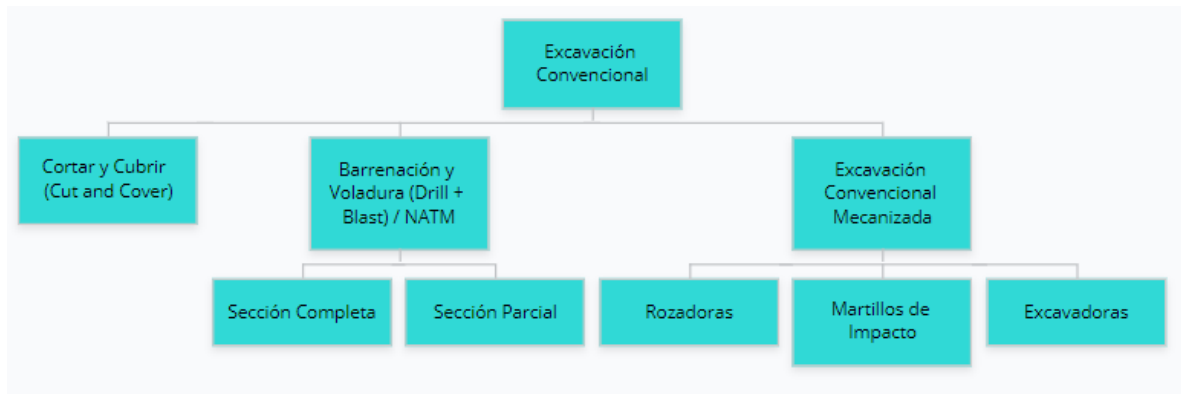 Excavación
Convencional
Cortar y Cubrir
(Cut and Cover)
Barrenación y
Voladura (Drill +
Blast) / NATM
Excavación
Convencional
Mecanizada
Sección Completa
Sección Parcial
Rozadoras
Martillos de
Impacto
Excavadoras